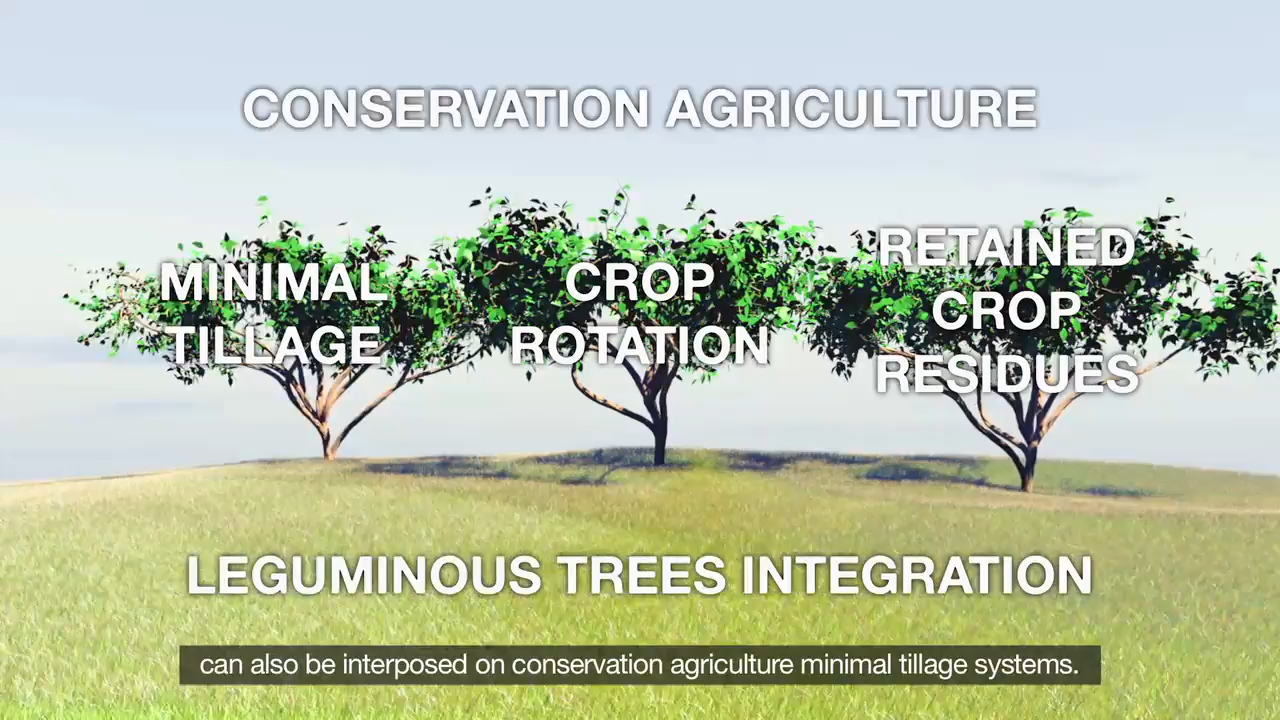 CONSERVATION AGRICULTURE
MINIMAL
TILLAGE
CROP
ROTATION
RETAINED
CROP
RESIDUES
LEGUMINOUS TREES INTEGRATION
can also be interposed on conservation agriculture minimal tillage systems.